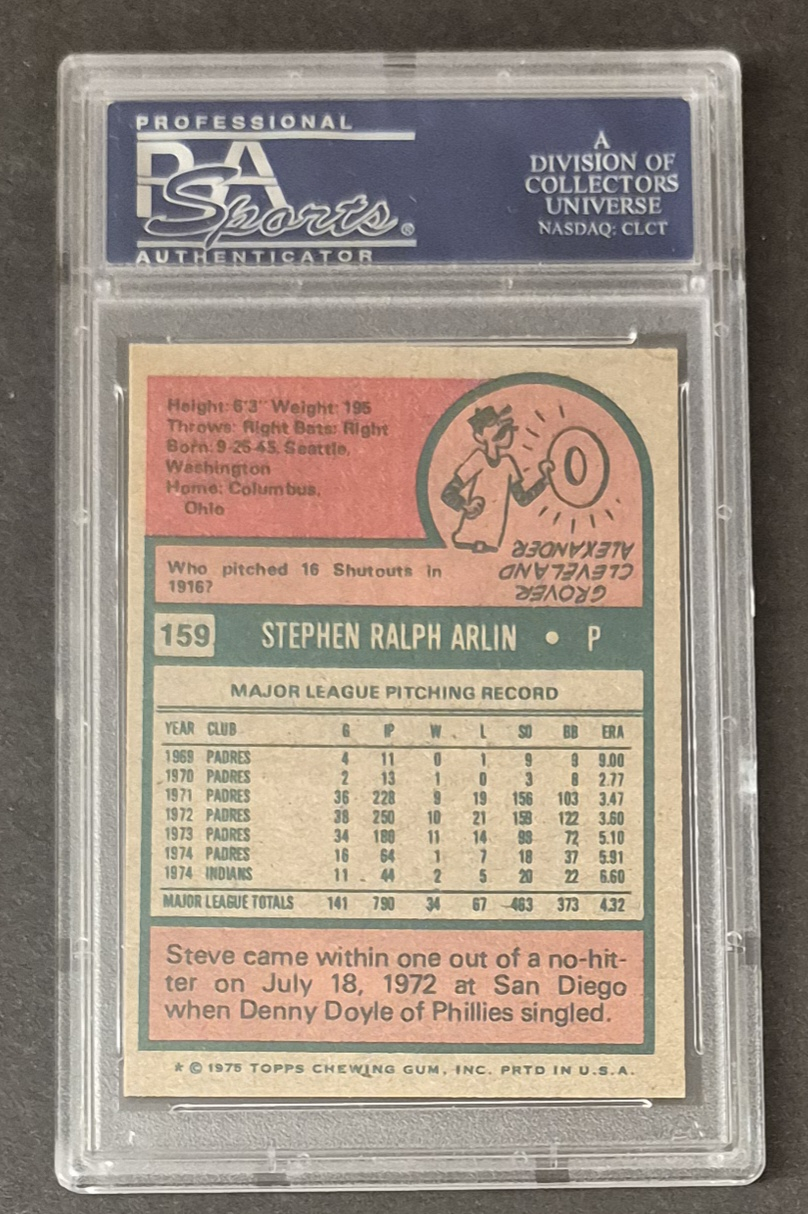 PROFESSIONAL
PSA
Sports®
AUTHENTICATOR
A
DIVISION OF
COLLECTORS
UNIVERSE
NASDAQ: CLCT
Height: 6'3" Weight: 195
Throws: Right Bats: Right
Born: 9-26-45, Seattle,
Washington
Home: Columbus,
Ohio
0
Who pitched 16 Shutouts in
1916?
GROVER
CLEVELAND
ALEXANDER
159 STEPHEN RALPH ARLIN • P
MAJOR LEAGUE PITCHING RECORD
YEAR CLUB G IP W L SO BB ERA
1969 PADRES 4 11 0 1 9 9 9.00
1970 PADRES 2 13 1 0 3 8 2.77
1971 PADRES 36 228 9 19 156 103 3.47
1972 PADRES 38 250 10 21 159 122 3.60
1973 PADRES 34 180 11 14 98 72 5.10
1974 PADRES 16 64 1 7 18 37 5.91
1974 INDIANS 11 44 2 5 20 22 6.60
MAJOR LEAGUE TOTALS 141 790 34 67 463 373 4.32
Steve came within one out of a no-hit-
ter on July 18, 1972 at San Diego
when Denny Doyle of Phillies singled.
* © 1975 TOPPS CHEWING GUM, INC. PRTD IN U.S.A.